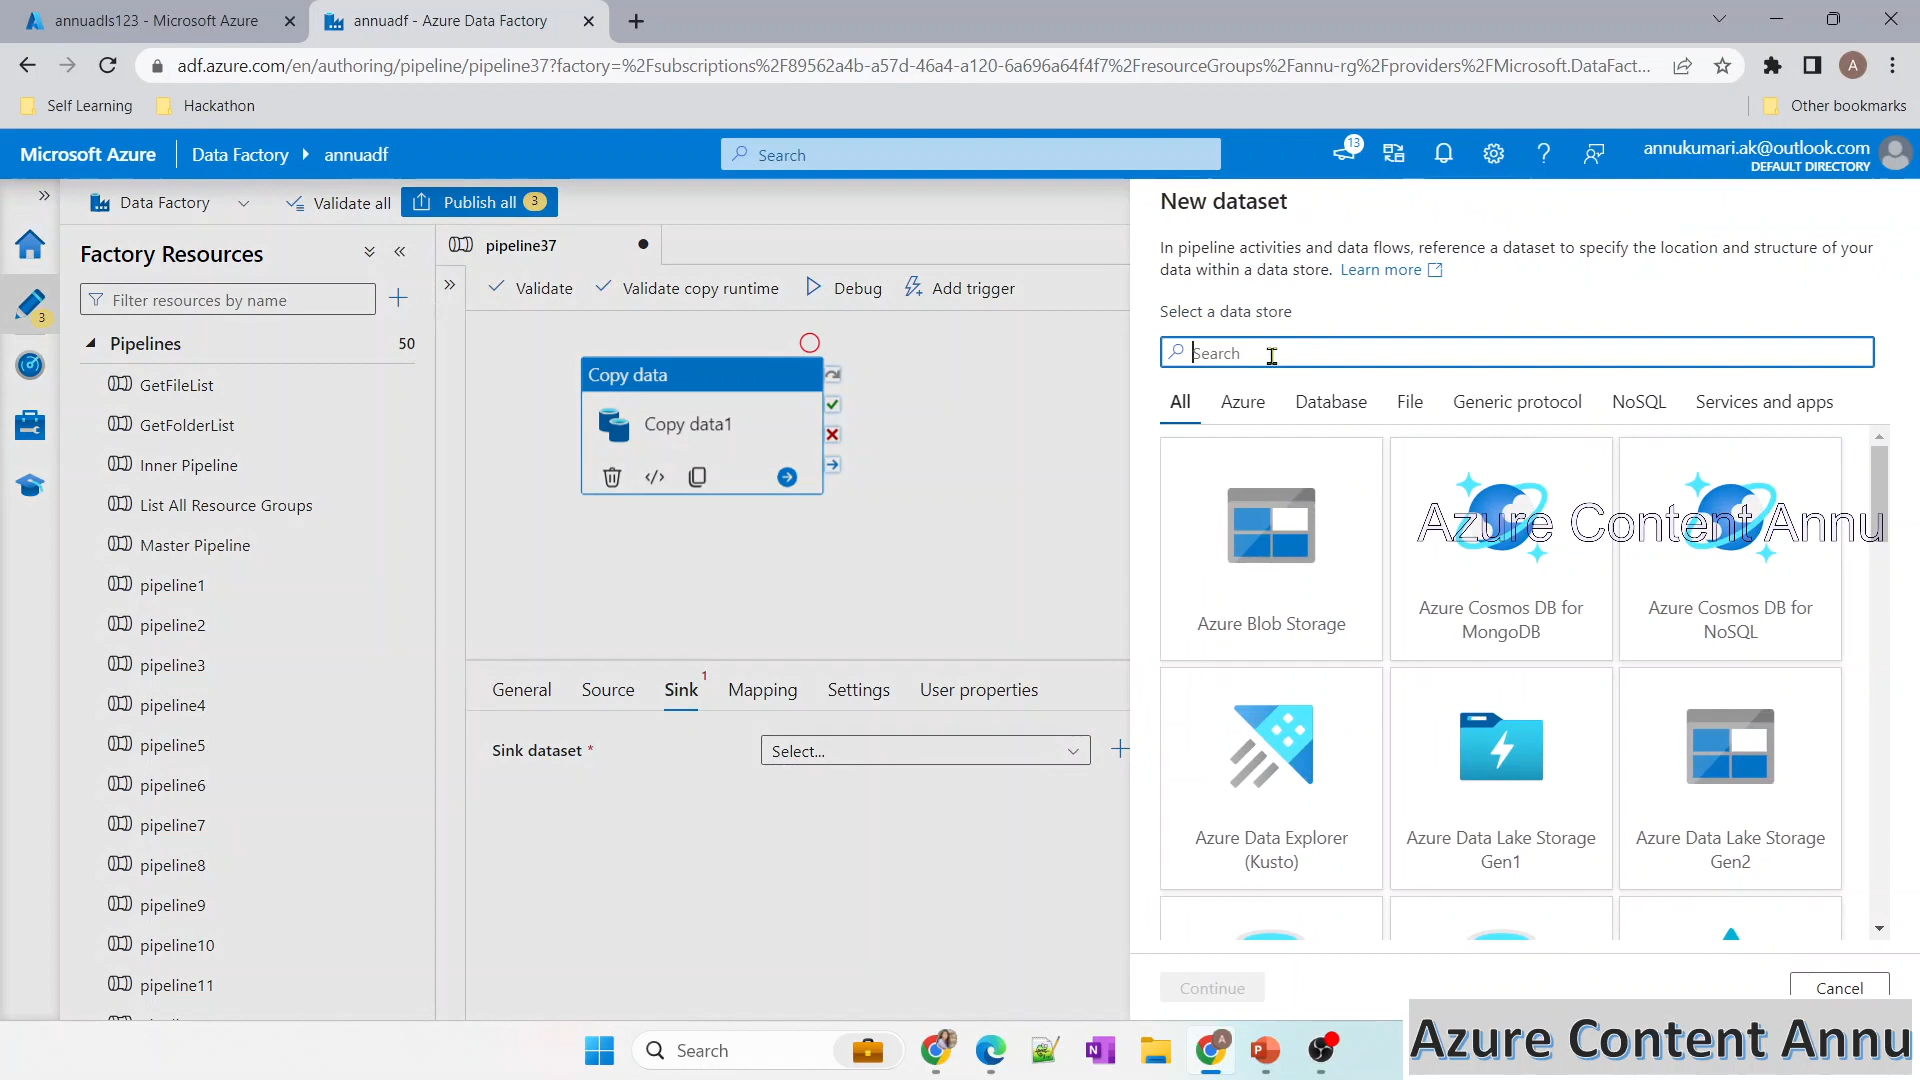 annuadls123 - Microsoft Azure
annuadf - Azure Data Factory
adf.azure.com/en/authoring/pipeline/pipeline37?factory=%2Fsubscriptions%2F89562a4b-a57d-46a4-a120-6a696a64f4f7%2FresourceGroups%2Fannu-rg%2Fproviders%2FMicrosoft.DataFact...
A
Self Learning
Hackathon
Other bookmarks
Microsoft Azure
Data Factory
annuadf
Search
13
annukumari.ak@outlook.com
DEFAULT DIRECTORY
Data Factory
Validate all
Publish all
3
Factory Resources
Filter resources by name
3
Pipelines
50
GetFileList
GetFolderList
Inner Pipeline
List All Resource Groups
Master Pipeline
pipeline1
pipeline2
pipeline3
pipeline4
pipeline5
pipeline6
pipeline7
pipeline8
pipeline9
pipeline10
pipeline11
pipeline37
Validate
Validate copy runtime
Debug
Add trigger
Copy data
Copy data1
General
Source
Sink
1
Mapping
Settings
User properties
Sink dataset *
Select...
New dataset
In pipeline activities and data flows, reference a dataset to specify the location and structure of your
data within a data store. Learn more
Select a data store
Search
All
Azure
Database
File
Generic protocol
NoSQL
Services and apps
Azure Content Annu
Azure Blob Storage
Azure Cosmos DB for
MongoDB
Azure Cosmos DB for
NoSQL
Azure Data Explorer
(Kusto)
Azure Data Lake Storage
Gen1
Azure Data Lake Storage
Gen2
Continue
Cancel
Search
N
A
P
Azure Content Annu